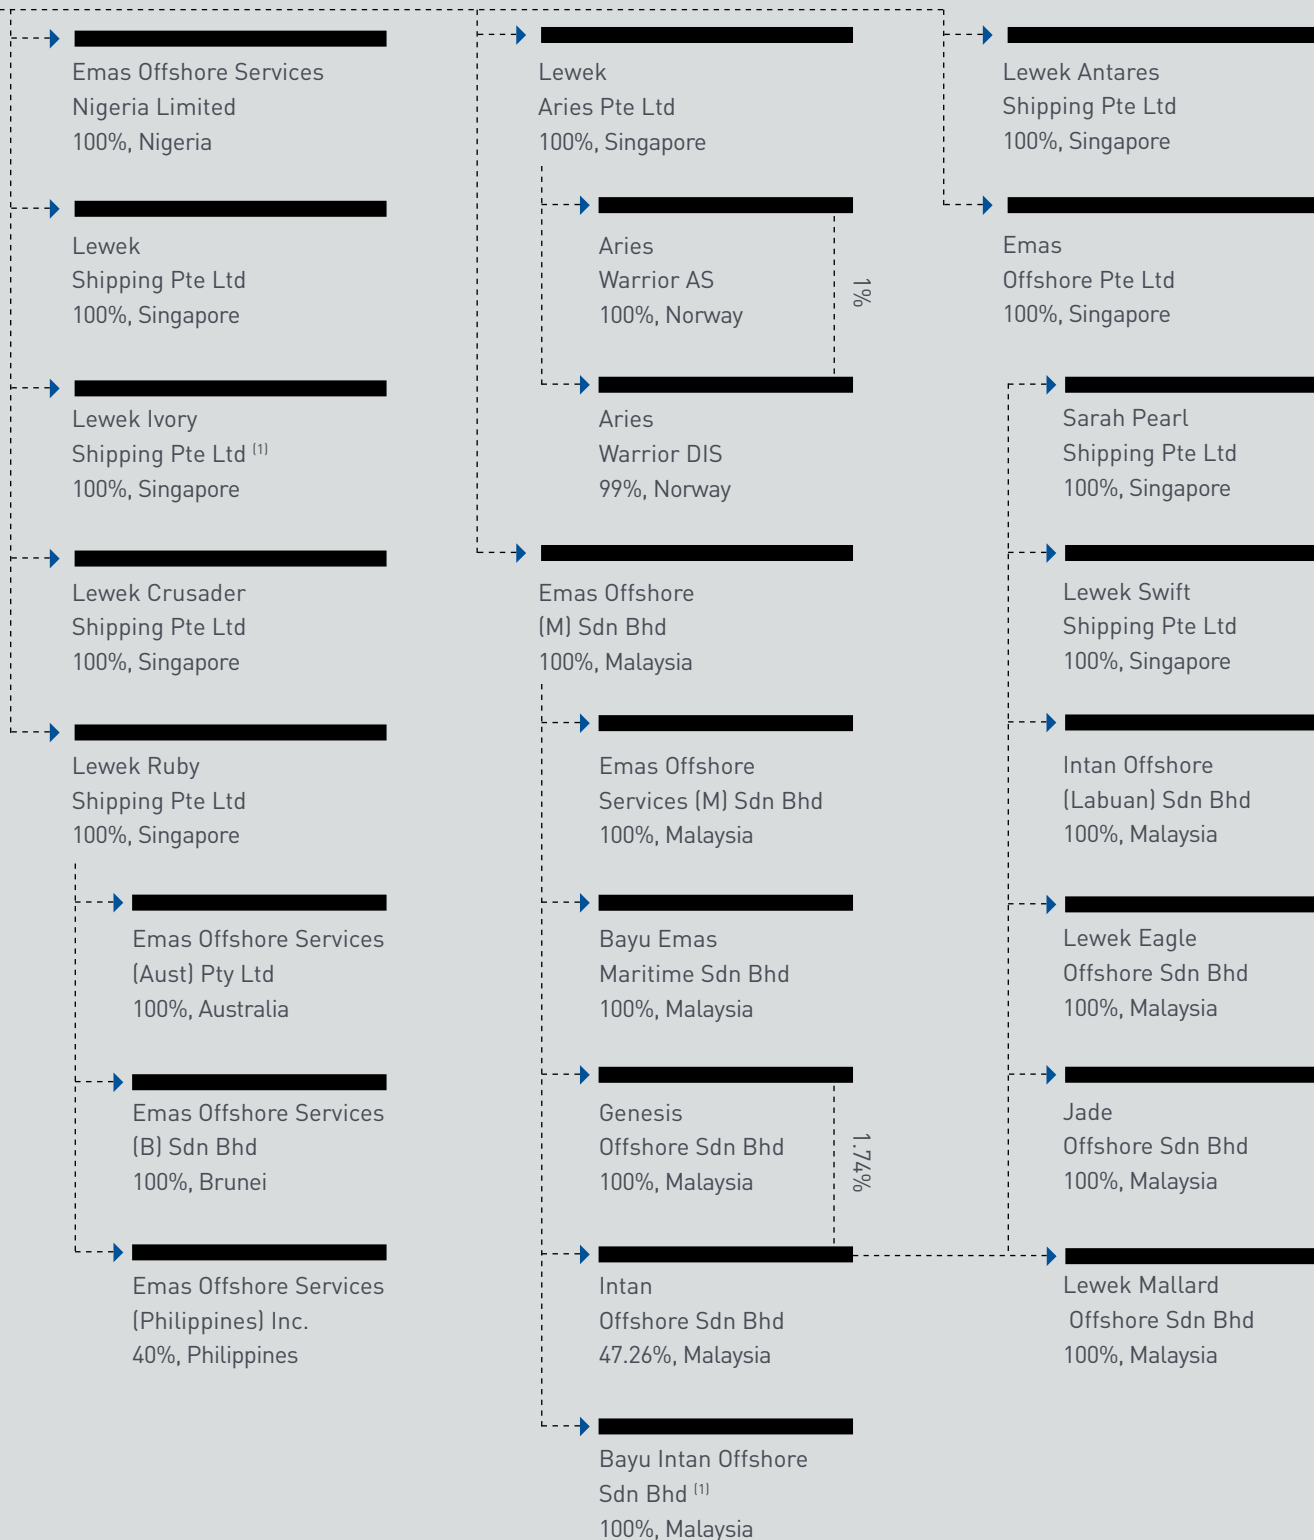 Emas Offshore Services
Nigeria Limited
100%, Nigeria
Lewek
Shipping Pte Ltd
100%, Singapore
Lewek Ivory
Shipping Pte Ltd (1)
100%, Singapore
Lewek Crusader
Shipping Pte Ltd
100%, Singapore
Lewek Ruby
Shipping Pte Ltd
100%, Singapore
Emas Offshore Services
(Aust) Pty Ltd
100%, Australia
Emas Offshore Services
(B) Sdn Bhd
100%, Brunei
Emas Offshore Services
(Philippines) Inc.
40%, Philippines
Lewek
Aries Pte Ltd
100%, Singapore
Aries
Warrior AS
100%, Norway
1%
Aries
Warrior DIS
99%, Norway
Emas Offshore
(M) Sdn Bhd
100%, Malaysia
Emas Offshore
Services (M) Sdn Bhd
100%, Malaysia
Bayu Emas
Maritime Sdn Bhd
100%, Malaysia
Genesis
Offshore Sdn Bhd
100%, Malaysia
1.74%
Intan
Offshore Sdn Bhd
47.26%, Malaysia
Bayu Intan Offshore
Sdn Bhd (1)
100%, Malaysia
Lewek Antares
Shipping Pte Ltd
100%, Singapore
Emas
Offshore Pte Ltd
100%, Singapore
Sarah Pearl
Shipping Pte Ltd
100%, Singapore
Lewek Swift
Shipping Pte Ltd
100%, Singapore
Intan Offshore
(Labuan) Sdn Bhd
100%, Malaysia
Lewek Eagle
Offshore Sdn Bhd
100%, Malaysia
Jade
Offshore Sdn Bhd
100%, Malaysia
Lewek Mallard
Offshore Sdn Bhd
100%, Malaysia